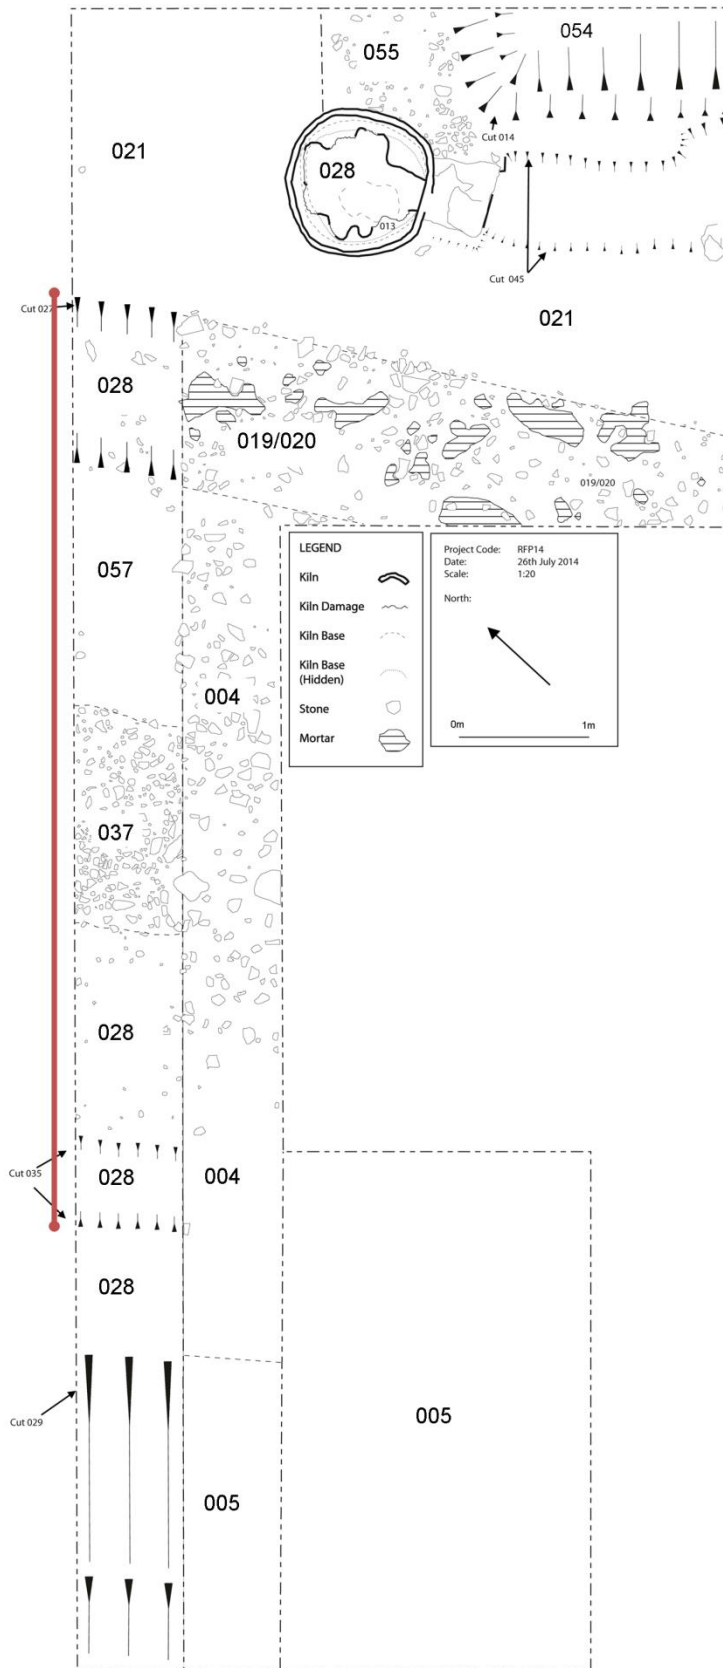 055
054
Cut 014
021
028
013
Cut 045
Cut 027
021
028
019/020
019/020
057
LEGEND
Kiln
Kiln Damage
Kiln Base
Kiln Base
(Hidden)
Stone
Mortar
Project Code: RFP14
Date: 26th July 2014
Scale: 1:20
North:
0m 1m
004
037
028
Cut 035
028
004
028
Cut 029
005
005